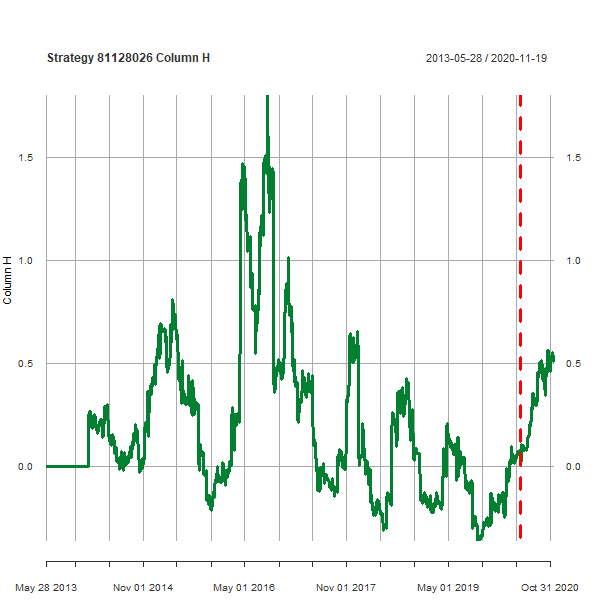 Strategy 81128026 Column H
2013-05-28 / 2020-11-19
1.5
1.5
1.0
1.0
Column H
0.5
0.5
0.0
0.0
May 28 2013
Nov 01 2014
May 01 2016
Nov 01 2017
May 01 2019
Oct 31 2020